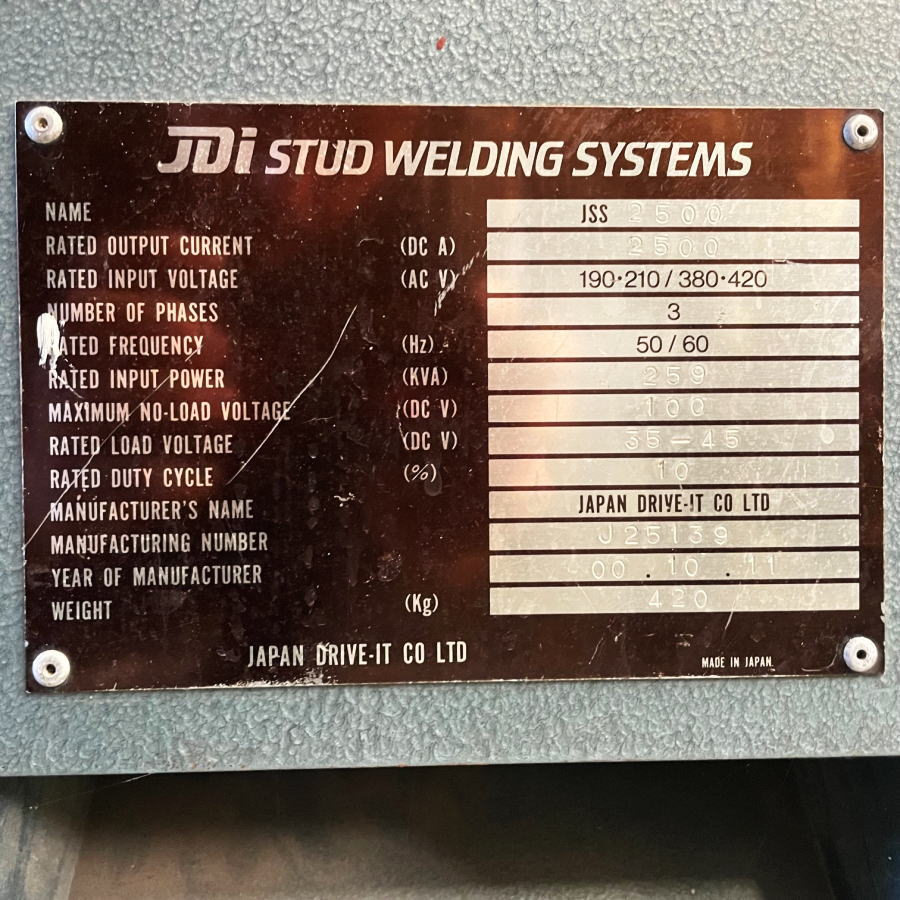 JDi STUD WELDING SYSTEMS
NAME JSS 2500
RATED OUTPUT CURRENT (DC A) 2500
RATED INPUT VOLTAGE (AC V) 190·210 / 380·420
NUMBER OF PHASES 3
RATED FREQUENCY (Hz) 50 / 60
RATED INPUT POWER (KVA) 259
MAXIMUM NO-LOAD VOLTAGE (DC V) 100
RATED LOAD VOLTAGE (DC V) 35-45
RATED DUTY CYCLE (%) 10
MANUFACTURER'S NAME JAPAN DRIVE-IT CO LTD
MANUFACTURING NUMBER J25139
YEAR OF MANUFACTURER 00.10.11
WEIGHT (Kg) 420
JAPAN DRIVE-IT CO LTD
MADE IN JAPAN